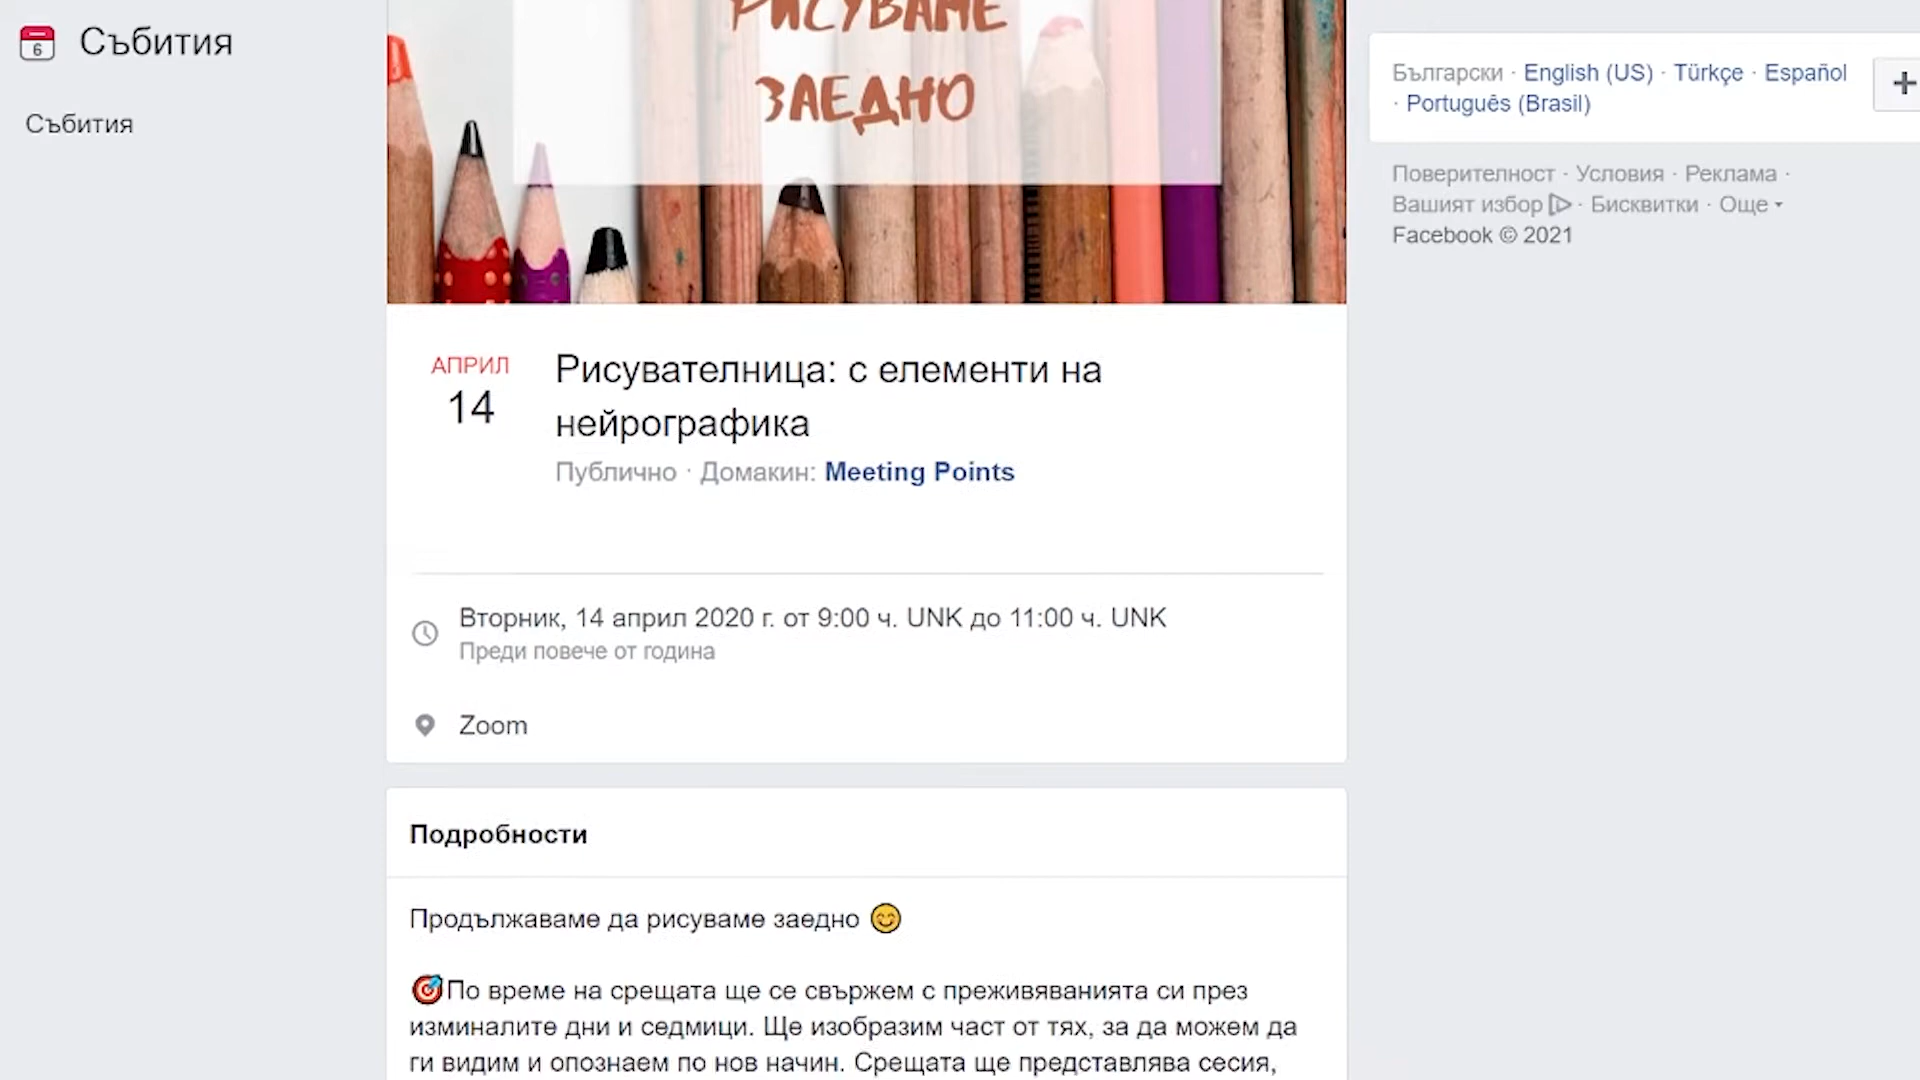 6 Събития
Събития
РИСУВАМЕ
ЗАЕДНО
АПРИЛ
14
Рисувателница: с елементи на
нейрографика
Публично · Домакин: Meeting Points
Вторник, 14 април 2020 г. от 9:00 ч. UNK до 11:00 ч. UNK
Преди повече от година
Zoom
Подробности
Продължаваме да рисуваме заедно 😊
🎯По време на срещата ще се свържем с преживяванията си през
изминалите дни и седмици. Ще изобразим част от тях, за да можем да
ги видим и опознаем по нов начин. Срещата ще представлява сесия,
Български · English (US) · Türkçe · Español
· Português (Brasil)
+
Поверителност · Условия · Реклама ·
Вашият избор · Бисквитки · Още
Facebook © 2021